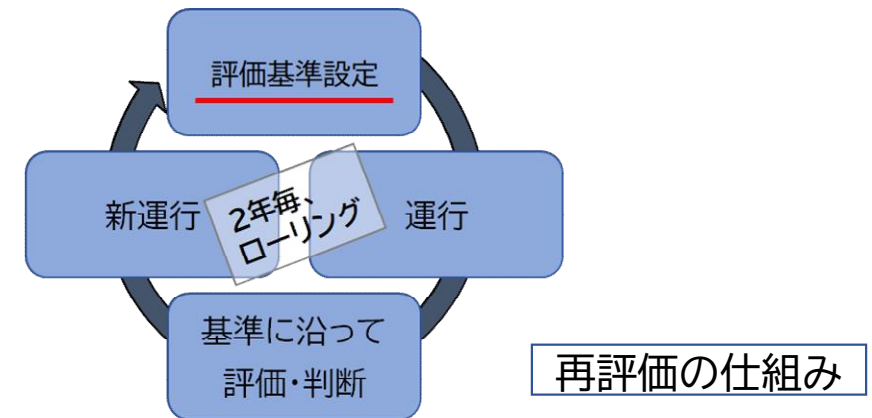 評価基準設定
新運行
2年毎、
ローリング
運行
基準に沿って
評価・判断
再評価の仕組み